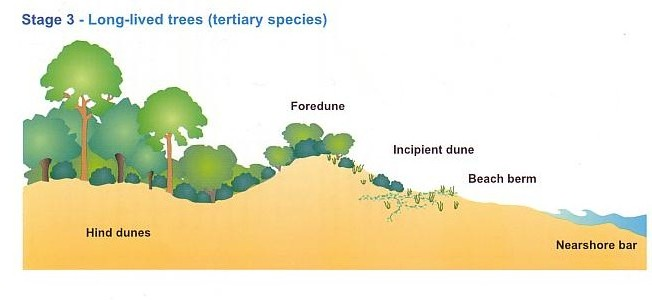 Stage 3 - Long-lived trees (tertiary species)
Foredune
Incipient dune
Beach berm
Hind dunes
Nearshore bar